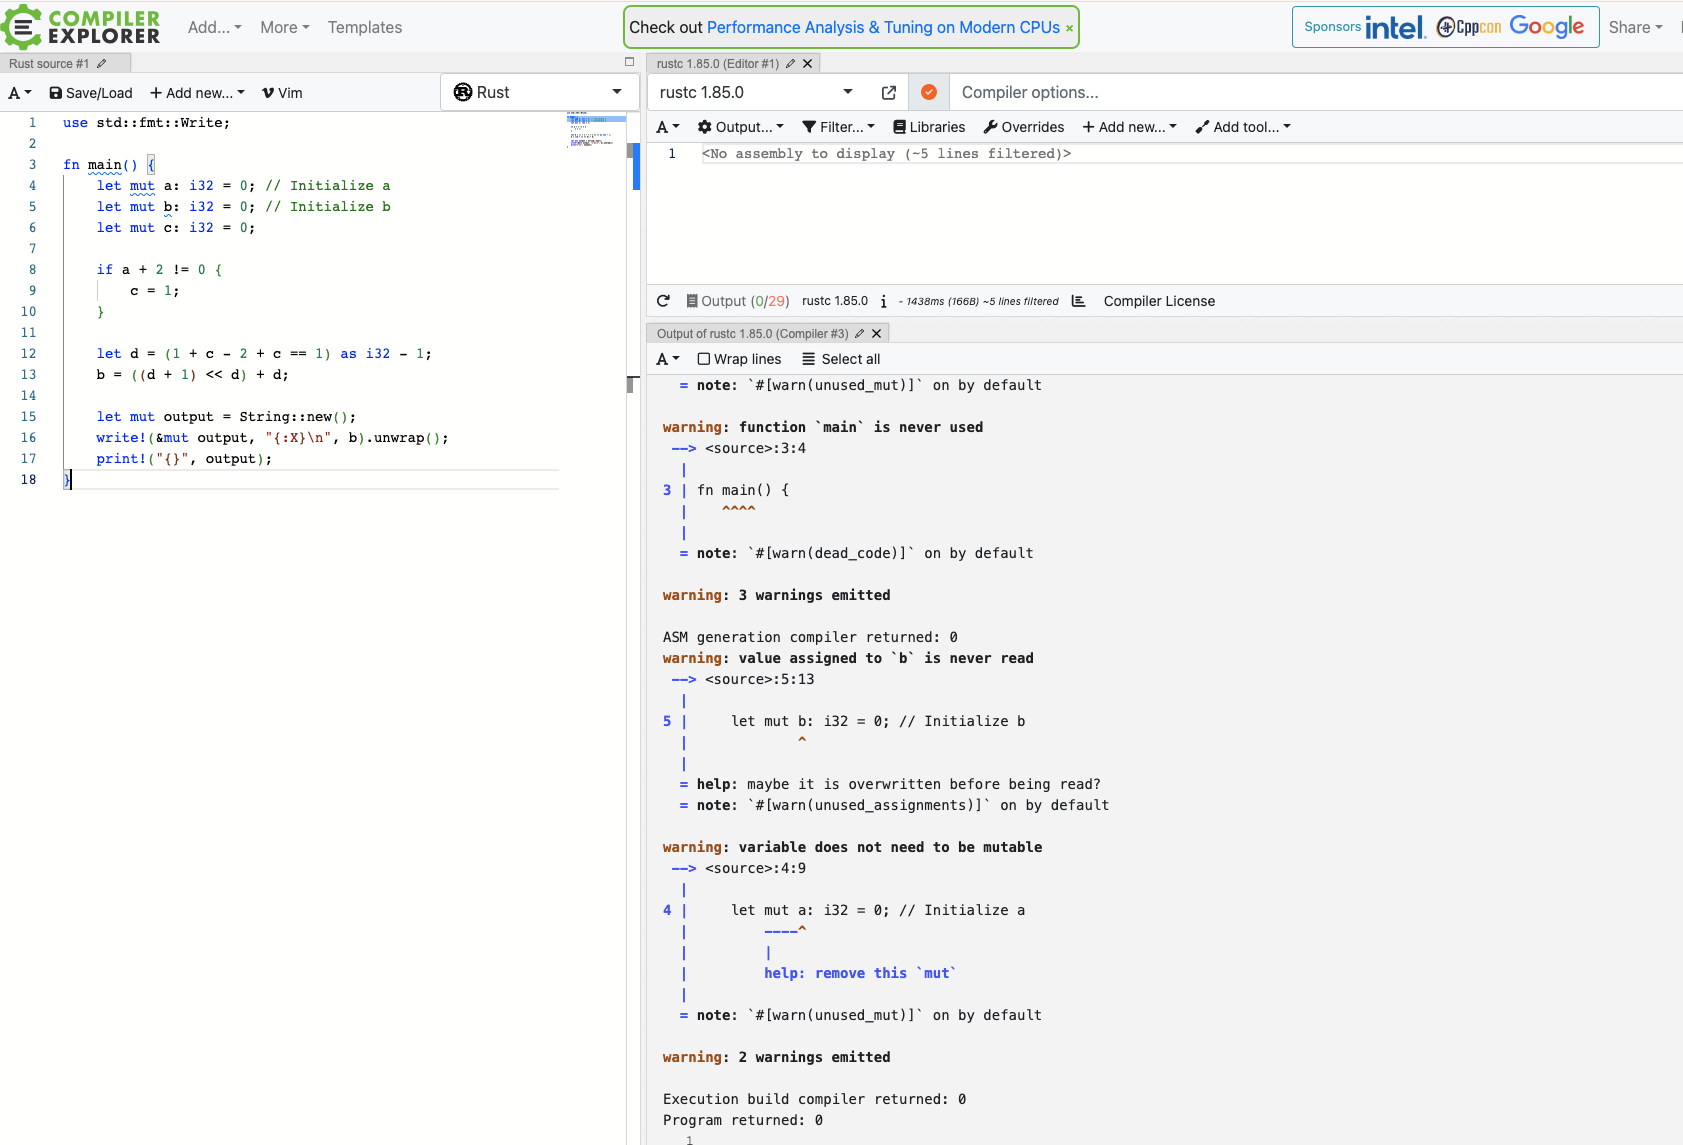 COMPILER
EXPLORER
Add...
More
Templates
Check out Performance Analysis & Tuning on Modern CPUs ×
Sponsors intel. Cppcon Google
Share
Rust source #1
A
Save/Load
+ Add new...
Vim
Rust
1 use std::fmt::Write;
2
3 fn main() {
4     let mut a: i32 = 0; // Initialize a
5     let mut b: i32 = 0; // Initialize b
6     let mut c: i32 = 0;
7
8     if a + 2 != 0 {
9         c = 1;
10     }
11
12     let d = (1 + c - 2 + c == 1) as i32 - 1;
13     b = ((d + 1) << d) + d;
14
15     let mut output = String::new();
16     write!(&mut output, "{:X}\n", b).unwrap();
17     print!("{}", output);
18 }
rustc 1.85.0 (Editor #1)
rustc 1.85.0
Compiler options...
A
Output...
Filter...
Libraries
Overrides
+ Add new...
Add tool...
1 <No assembly to display (~5 lines filtered)>
Output (0/29) rustc 1.85.0 i - 1438ms (166B) ~5 lines filtered
Compiler License
Output of rustc 1.85.0 (Compiler #3)
A
Wrap lines
Select all
  = note: `#[warn(unused_mut)]` on by default
warning: function `main` is never used
 --> <source>:3:4
  |
3 | fn main() {
  |    ^^^^
  |
  = note: `#[warn(dead_code)]` on by default
warning: 3 warnings emitted
ASM generation compiler returned: 0
warning: value assigned to `b` is never read
 --> <source>:5:13
  |
5 |     let mut b: i32 = 0; // Initialize b
  |             ^
  |
  = help: maybe it is overwritten before being read?
  = note: `#[warn(unused_assignments)]` on by default
warning: variable does not need to be mutable
 --> <source>:4:9
  |
4 |     let mut a: i32 = 0; // Initialize a
  |         ----^
  |         |
  |         help: remove this `mut`
  |
  = note: `#[warn(unused_mut)]` on by default
warning: 2 warnings emitted
Execution build compiler returned: 0
Program returned: 0
1